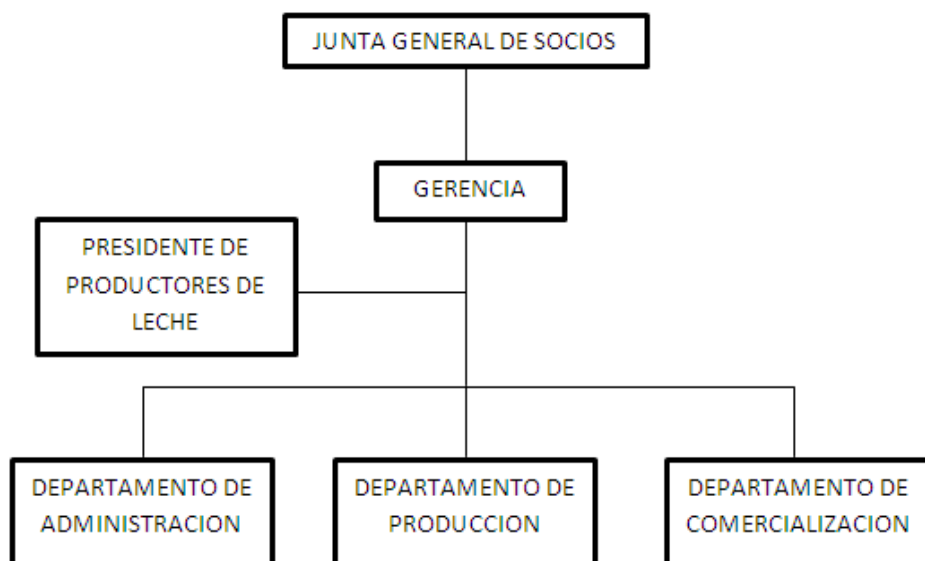 JUNTA GENERAL DE SOCIOS
GERENCIA
PRESIDENTE DE
PRODUCTORES DE
LECHE
DEPARTAMENTO DE
ADMINISTRACION
DEPARTAMENTO DE
PRODUCCION
DEPARTAMENTO DE
COMERCIALIZACION